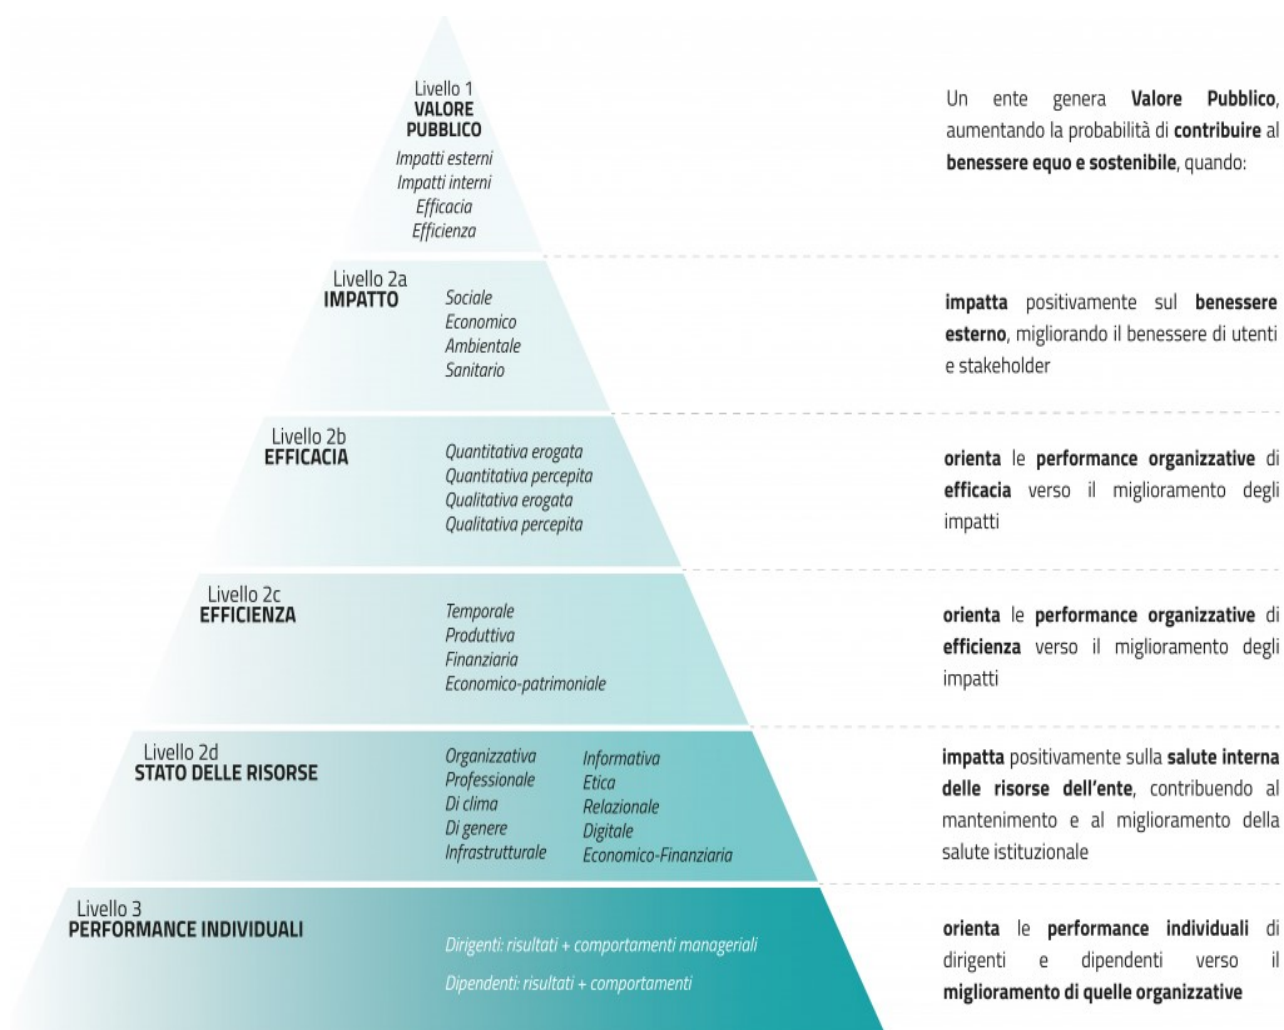 Livello 1
VALORE
PUBBLICO
Impatti esterni
Impatti interni
Efficacia
Efficienza
Un ente genera Valore Pubblico,
aumentando la probabilità di contribuire al
benessere equo e sostenibile, quando:
Livello 2a
IMPATTO
Sociale
Economico
Ambientale
Sanitario
impatta positivamente sul benessere
esterno, migliorando il benessere di utenti
e stakeholder
Livello 2b
EFFICACIA
Quantitativa erogata
Quantitativa percepita
Qualitativa erogata
Qualitativa percepita
orienta le performance organizzative di
efficacia verso il miglioramento degli
impatti
Livello 2c
EFFICIENZA
Temporale
Produttiva
Finanziaria
Economico-patrimoniale
orienta le performance organizzative di
efficienza verso il miglioramento degli
impatti
Livello 2d
STATO DELLE RISORSE
Organizzativa
Professionale
Di clima
Di genere
Infrastrutturale
Informativa
Etica
Relazionale
Digitale
Economico-Finanziaria
impatta positivamente sulla salute interna
delle risorse dell'ente, contribuendo al
mantenimento e al miglioramento della
salute istituzionale
Livello 3
PERFORMANCE INDIVIDUALI
Dirigenti: risultati + comportamenti manageriali
Dipendenti: risultati + comportamenti
orienta le performance individuali di
dirigenti e dipendenti verso il
miglioramento di quelle organizzative